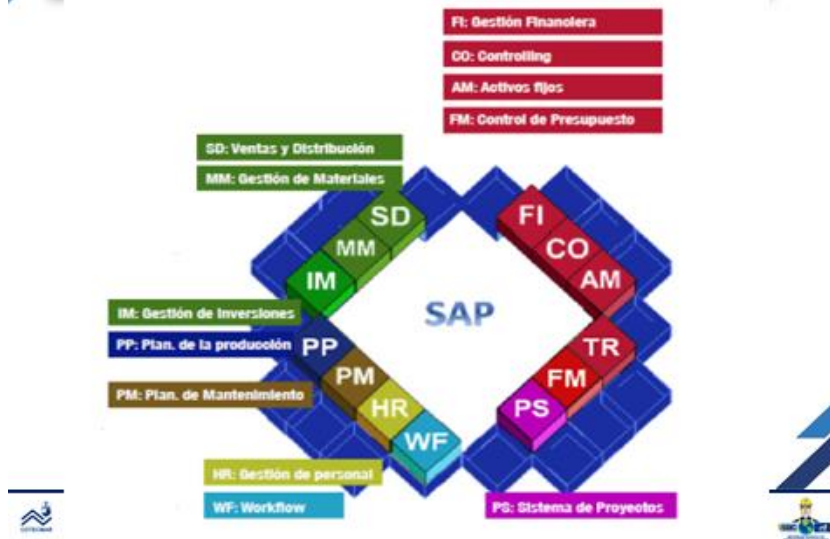 FI: Gestión Financiera
CO: Controlling
AM: Activos fijos
FM: Control de Presupuesto
SD: Ventas y Distribución
MM: Gestión de Materiales
SD
MM
IM
FI
CO
AM
SAP
IM: Gestión de Inversiones
PP: Plan. de la producción
PM: Plan. de Mantenimiento
PP
PM
HR
WF
TR
FM
PS
HR: Gestión de personal
WF: Workflow
PS: Sistema de Proyectos
COTECMAR